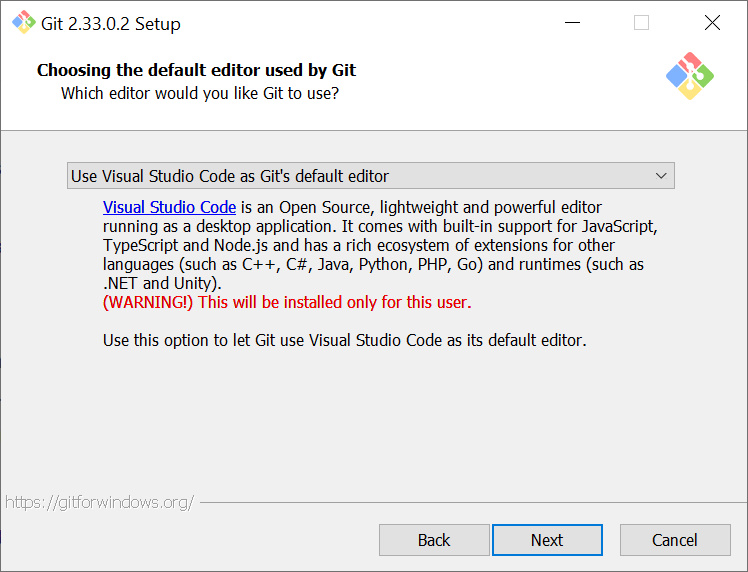 Git 2.33.0.2 Setup
Choosing the default editor used by Git
Which editor would you like Git to use?
Use Visual Studio Code as Git's default editor
Visual Studio Code is an Open Source, lightweight and powerful editor
running as a desktop application. It comes with built-in support for JavaScript,
TypeScript and Node.js and has a rich ecosystem of extensions for other
languages (such as C++, C#, Java, Python, PHP, Go) and runtimes (such as
.NET and Unity).
(WARNING!) This will be installed only for this user.
Use this option to let Git use Visual Studio Code as its default editor.
https://gitforwindows.org/
Back Next Cancel